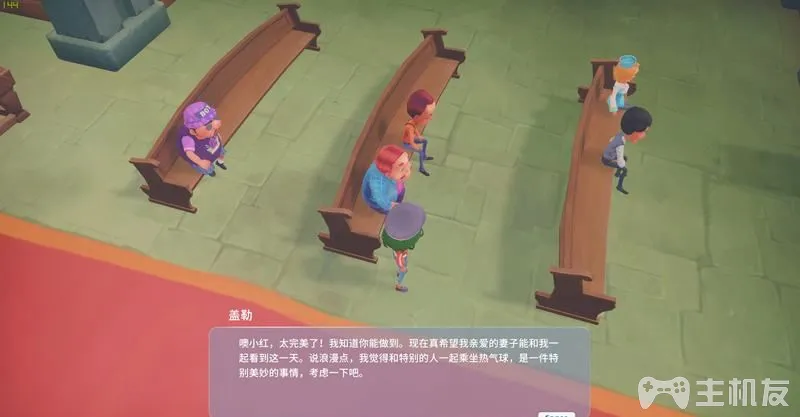 144
盖勒
噢小红，太完美了！我知道你能做到。现在真希望我亲爱的妻子能和我一
起看到这一天。说浪漫点，我觉得和特别的人一起乘坐热气球，是一件特
别美妙的事情，考虑一下吧。
主机友